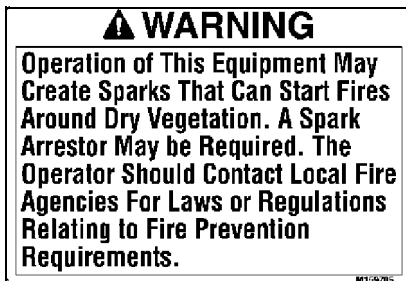 WARNING
Operation of This Equipment May
Create Sparks That Can Start Fires
Around Dry Vegetation. A Spark
Arrestor May be Required. The
Operator Should Contact Local Fire
Agencies For Laws or Regulations
Relating to Fire Prevention
Requirements.